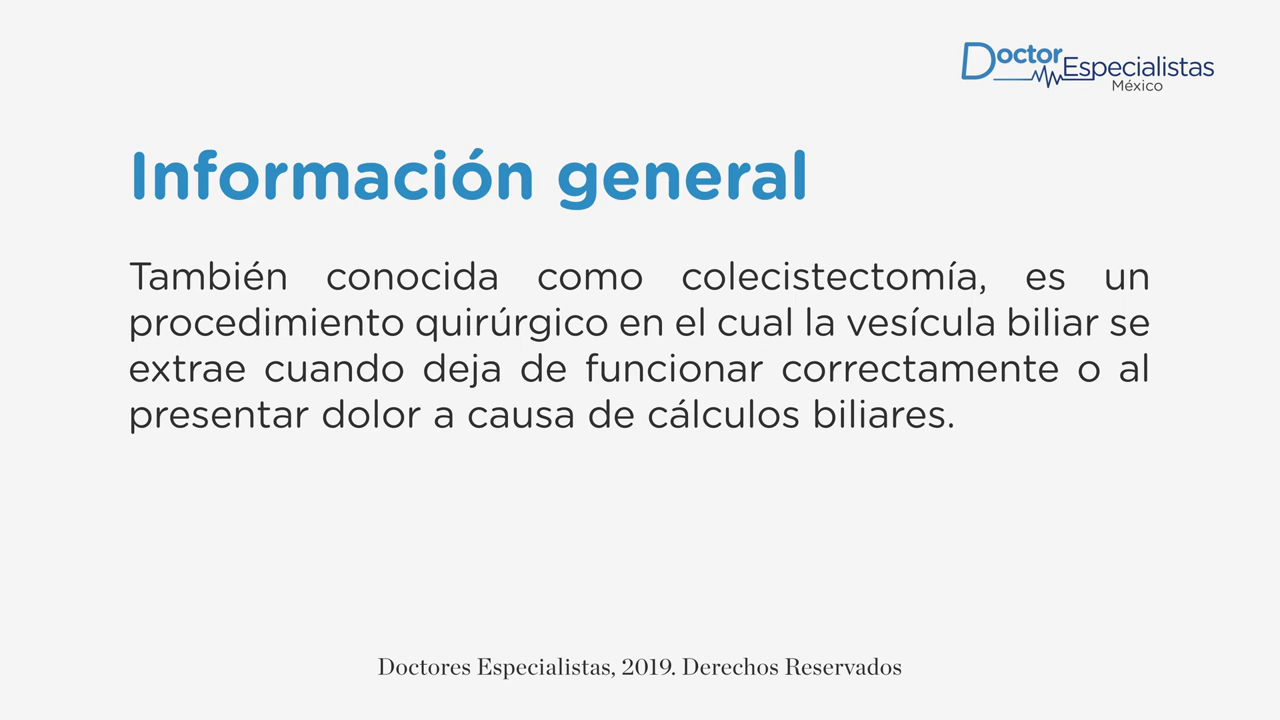 Doctor Especialistas
México
Información general
También conocida como colecistectomía, es un
procedimiento quirúrgico en el cual la vesícula biliar se
extrae cuando deja de funcionar correctamente o al
presentar dolor a causa de cálculos biliares.
Doctores Especialistas, 2019. Derechos Reservados